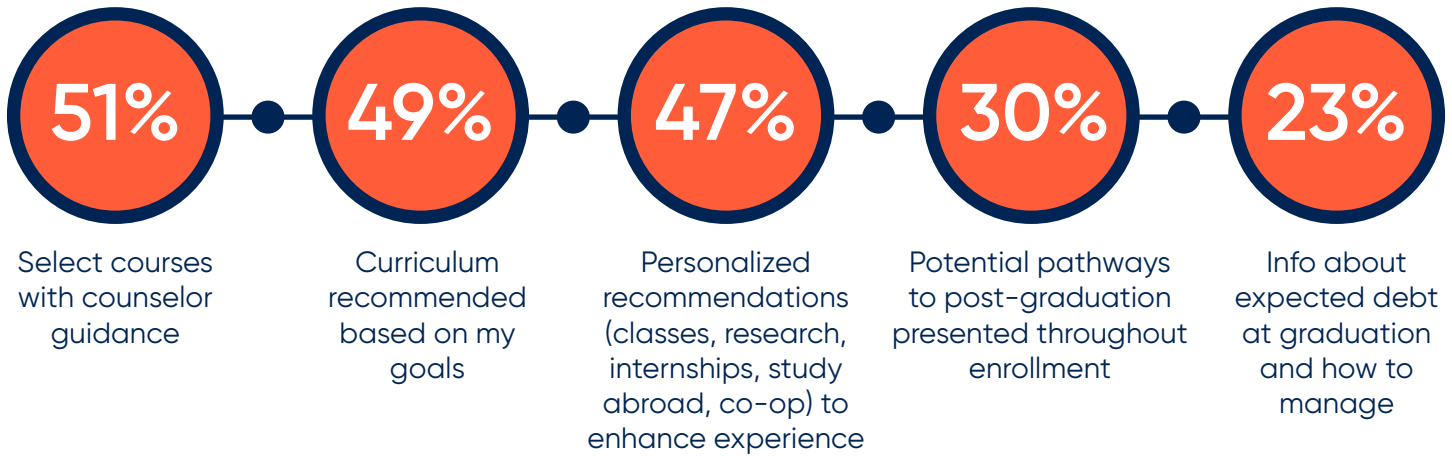 51%
49%
47%
30%
23%
Select courses
with counselor
guidance
Curriculum
recommended
based on my
goals
Personalized
recommendations
(classes, research,
internships, study
abroad, co-op) to
enhance experience
Potential pathways
to post-graduation
presented throughout
enrollment
Info about
expected debt
at graduation
and how to
manage